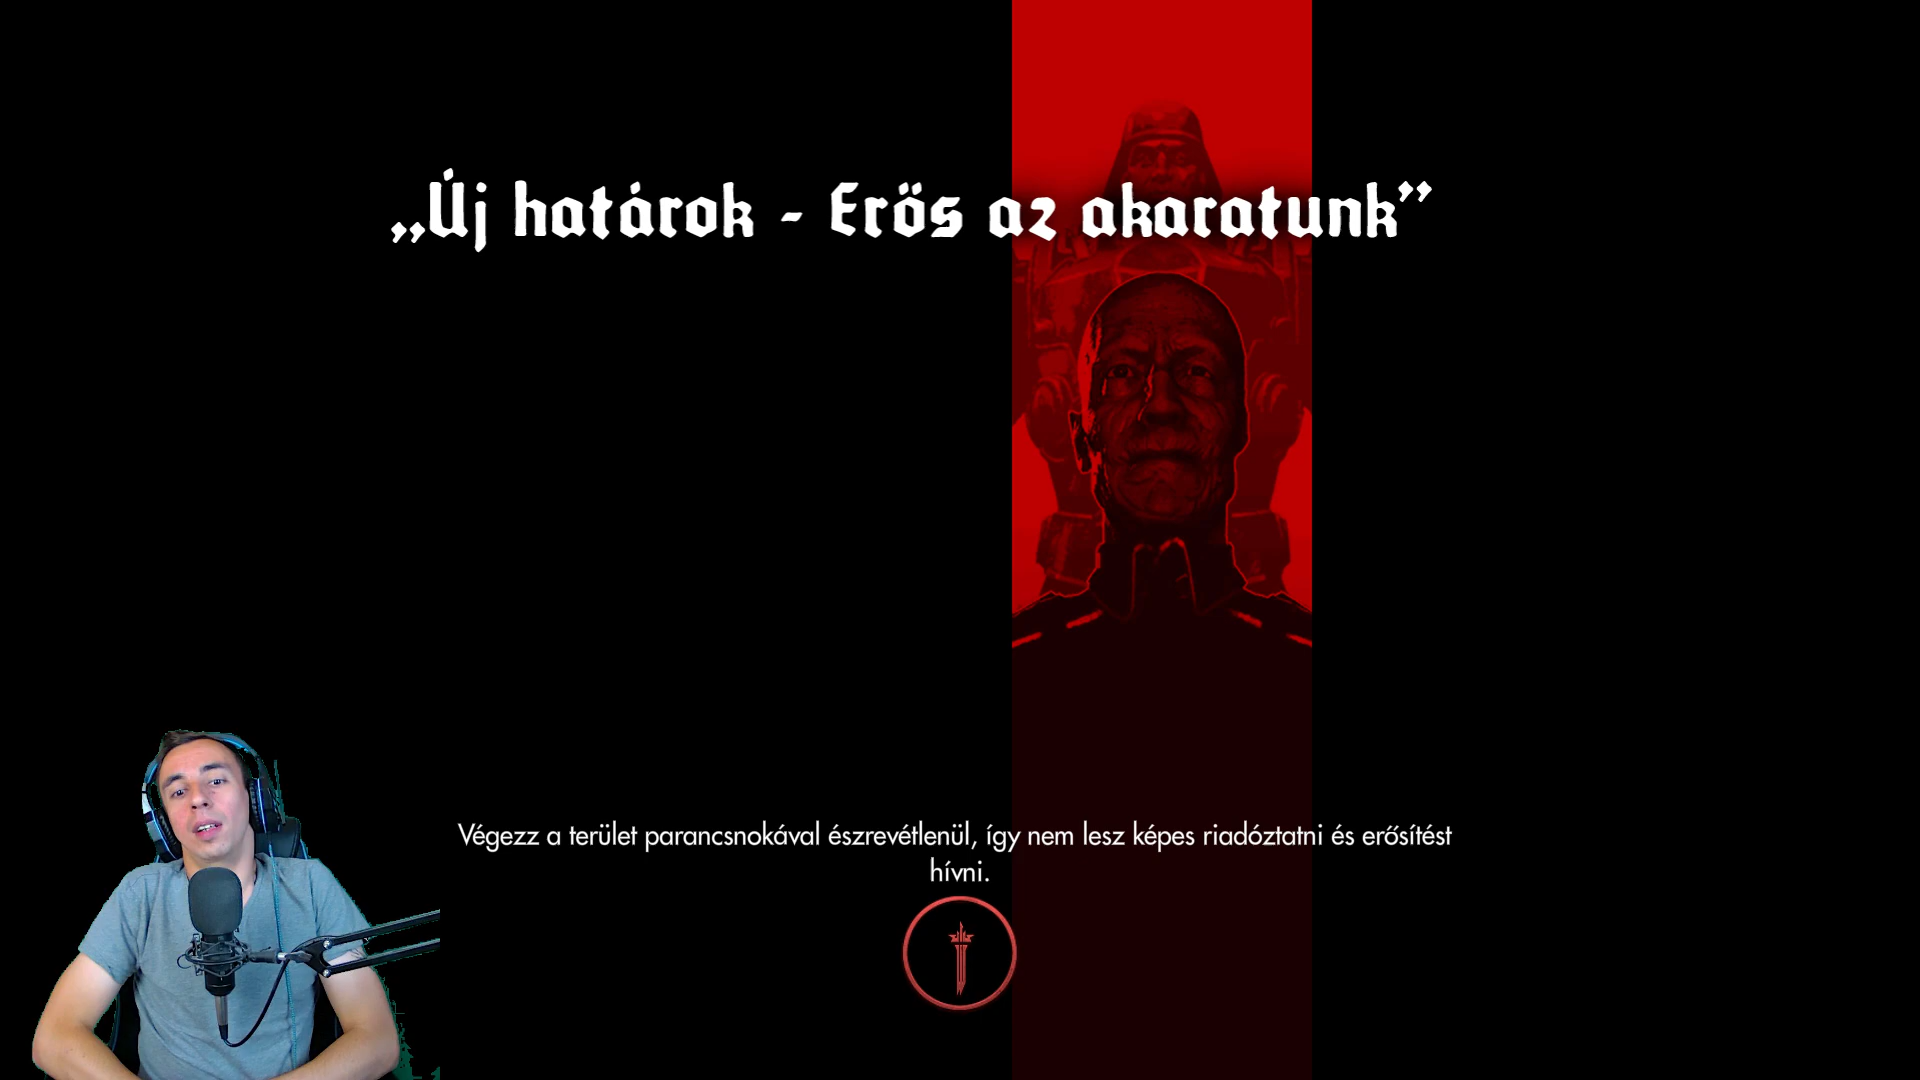 „Új határok - Erős az akaratunk”
Végezz a terület parancsnokával észrevétlenül, így nem lesz képes riadóztatni és erősítést
hívni.